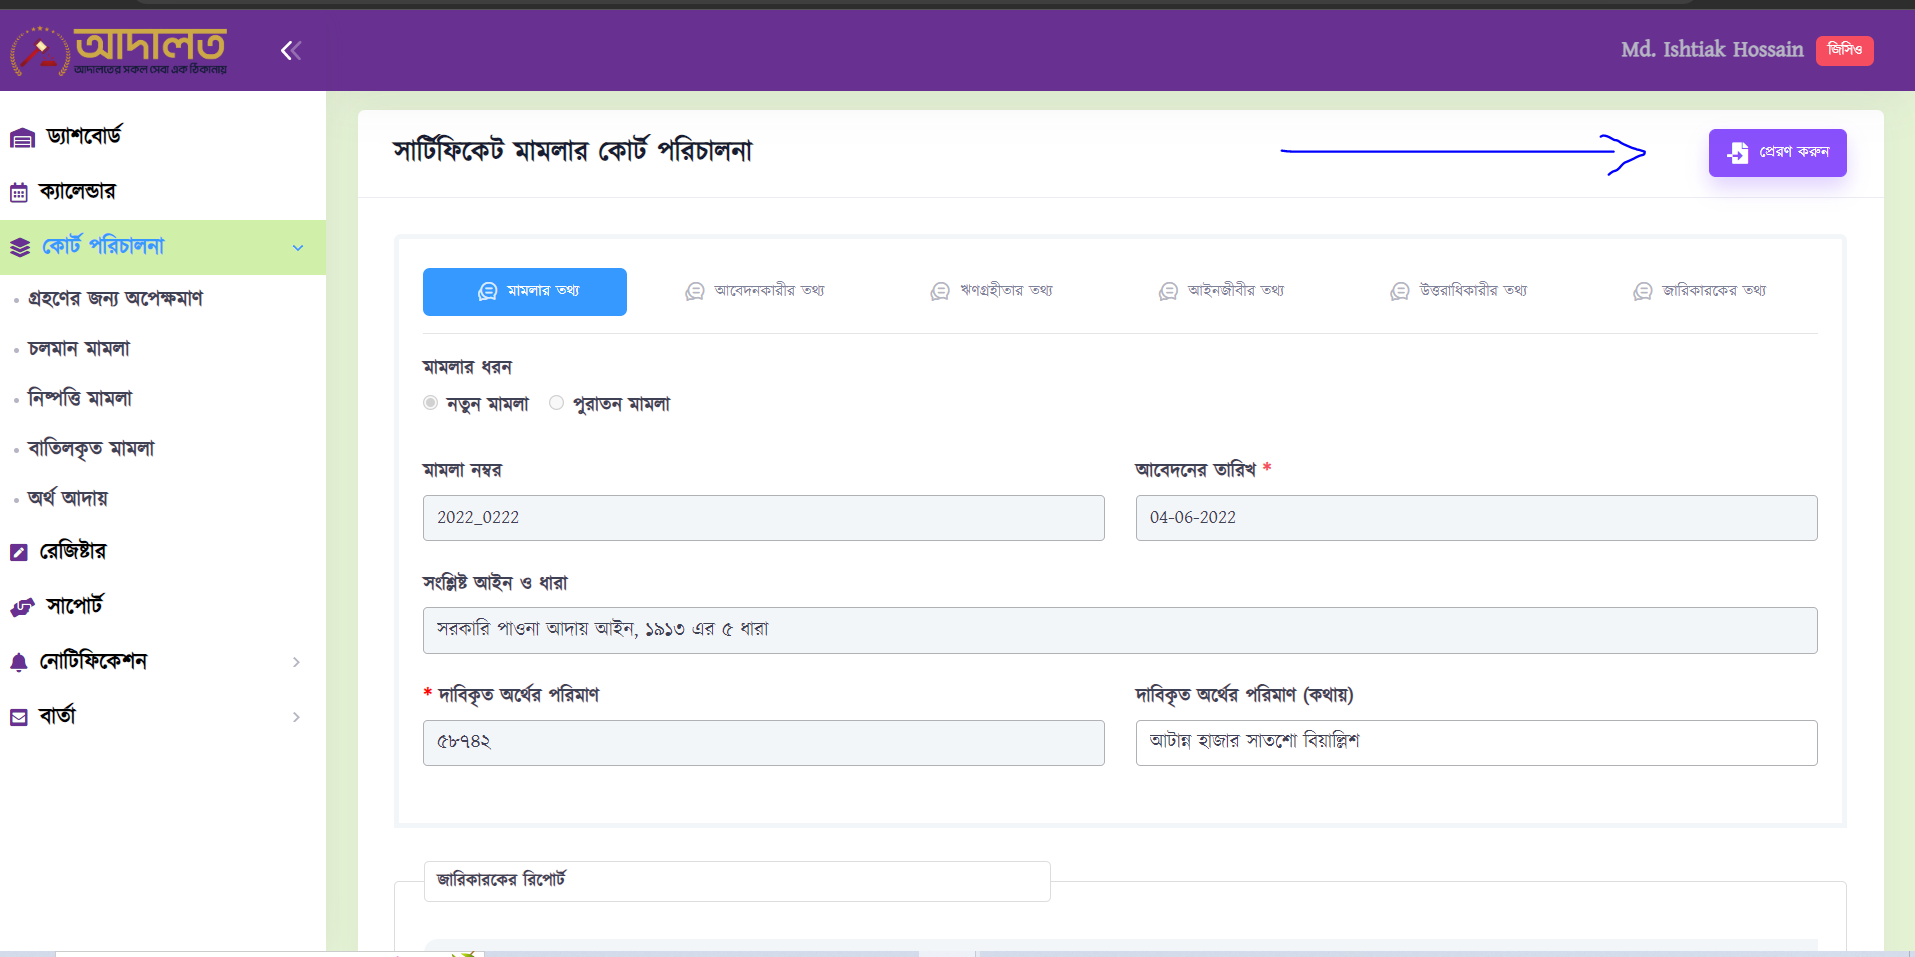 আদালত
আদালতের সকল সেবা এক ঠিকানায়
Md. Ishtiak Hossain জিসিও
ড্যাশবোর্ড
ক্যালেন্ডার
কোর্ট পরিচালনা
গ্রহণের জন্য অপেক্ষমাণ
চলমান মামলা
নিষ্পত্তি মামলা
বাতিলকৃত মামলা
অর্থ আদায়
রেজিষ্টার
সাপোর্ট
নোটিফিকেশন
বার্তা
সার্টিফিকেট মামলার কোর্ট পরিচালনা
প্রেরণ করুন
মামলার তথ্য আবেদনকারীর তথ্য ঋণগ্রহীতার তথ্য আইনজীবীর তথ্য উত্তরাধিকারীর তথ্য জারিকারকের তথ্য
মামলার ধরন
নতুন মামলা পুরাতন মামলা
মামলা নম্বর আবেদনের তারিখ *
2022_0222 04-06-2022
সংশ্লিষ্ট আইন ও ধারা
সরকারি পাওনা আদায় আইন, ১৯১৩ এর ৫ ধারা
* দাবিকৃত অর্থের পরিমাণ দাবিকৃত অর্থের পরিমাণ (কথায়)
৫৮৭৪২ আটান্ন হাজার সাতশো বিয়াল্লিশ
জারিকারকের রিপোর্ট